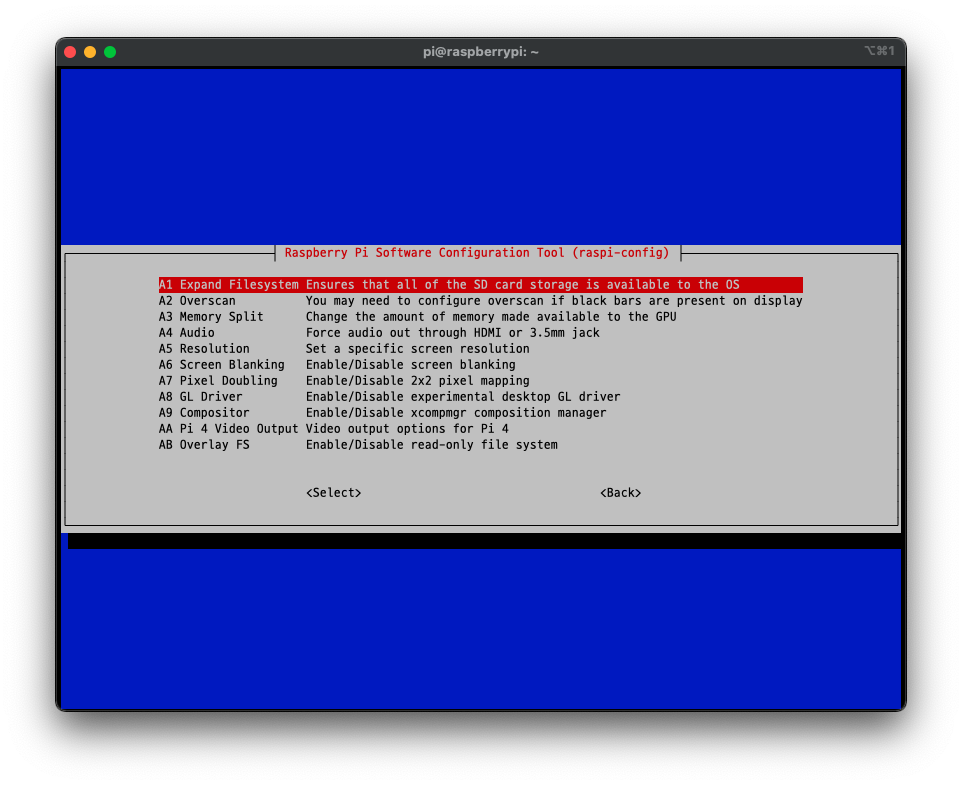 pi@raspberrypi: ~
⌥⌘1
Raspberry Pi Software Configuration Tool (raspi-config)
A1 Expand Filesystem Ensures that all of the SD card storage is available to the OS
A2 Overscan You may need to configure overscan if black bars are present on display
A3 Memory Split Change the amount of memory made available to the GPU
A4 Audio Force audio out through HDMI or 3.5mm jack
A5 Resolution Set a specific screen resolution
A6 Screen Blanking Enable/Disable screen blanking
A7 Pixel Doubling Enable/Disable 2x2 pixel mapping
A8 GL Driver Enable/Disable experimental desktop GL driver
A9 Compositor Enable/Disable xcompmgr composition manager
AA Pi 4 Video Output Video output options for Pi 4
AB Overlay FS Enable/Disable read-only file system
<Select> <Back>